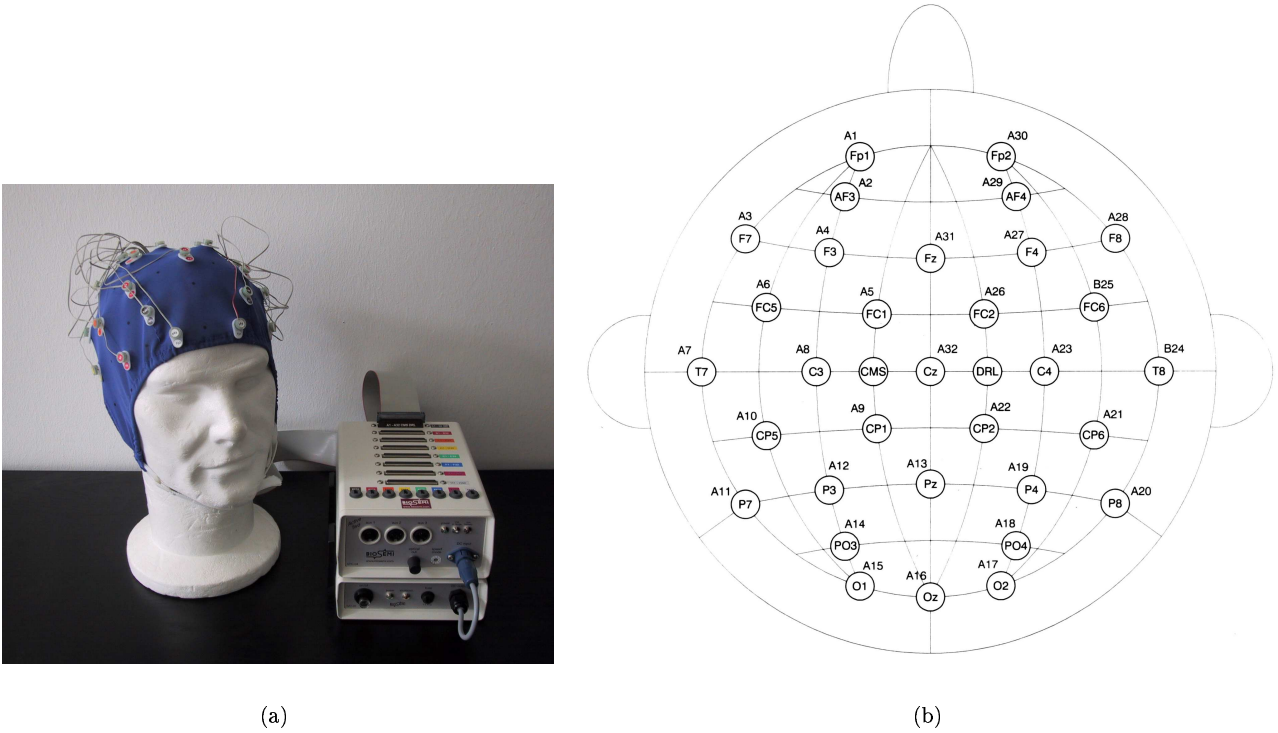 BIOSEMI
A1 A30
Fp1 Fp2
A2 A29
AF3 AF4
A3 A28
F7 F8
A4 A31 A27
F3 Fz F4
A6 B25
FC5 FC6
A5 A26
FC1 FC2
A7 A8 A32 A23 B24
T7 C3 CMS Cz DRL C4 T8
A10 A9 A22 A21
CP5 CP1 CP2 CP6
A11 A12 A13 A19 A20
P7 P3 Pz P4 P8
A14 A18
PO3 PO4
A15 A16 A17
O1 Oz O2
(a) (b)